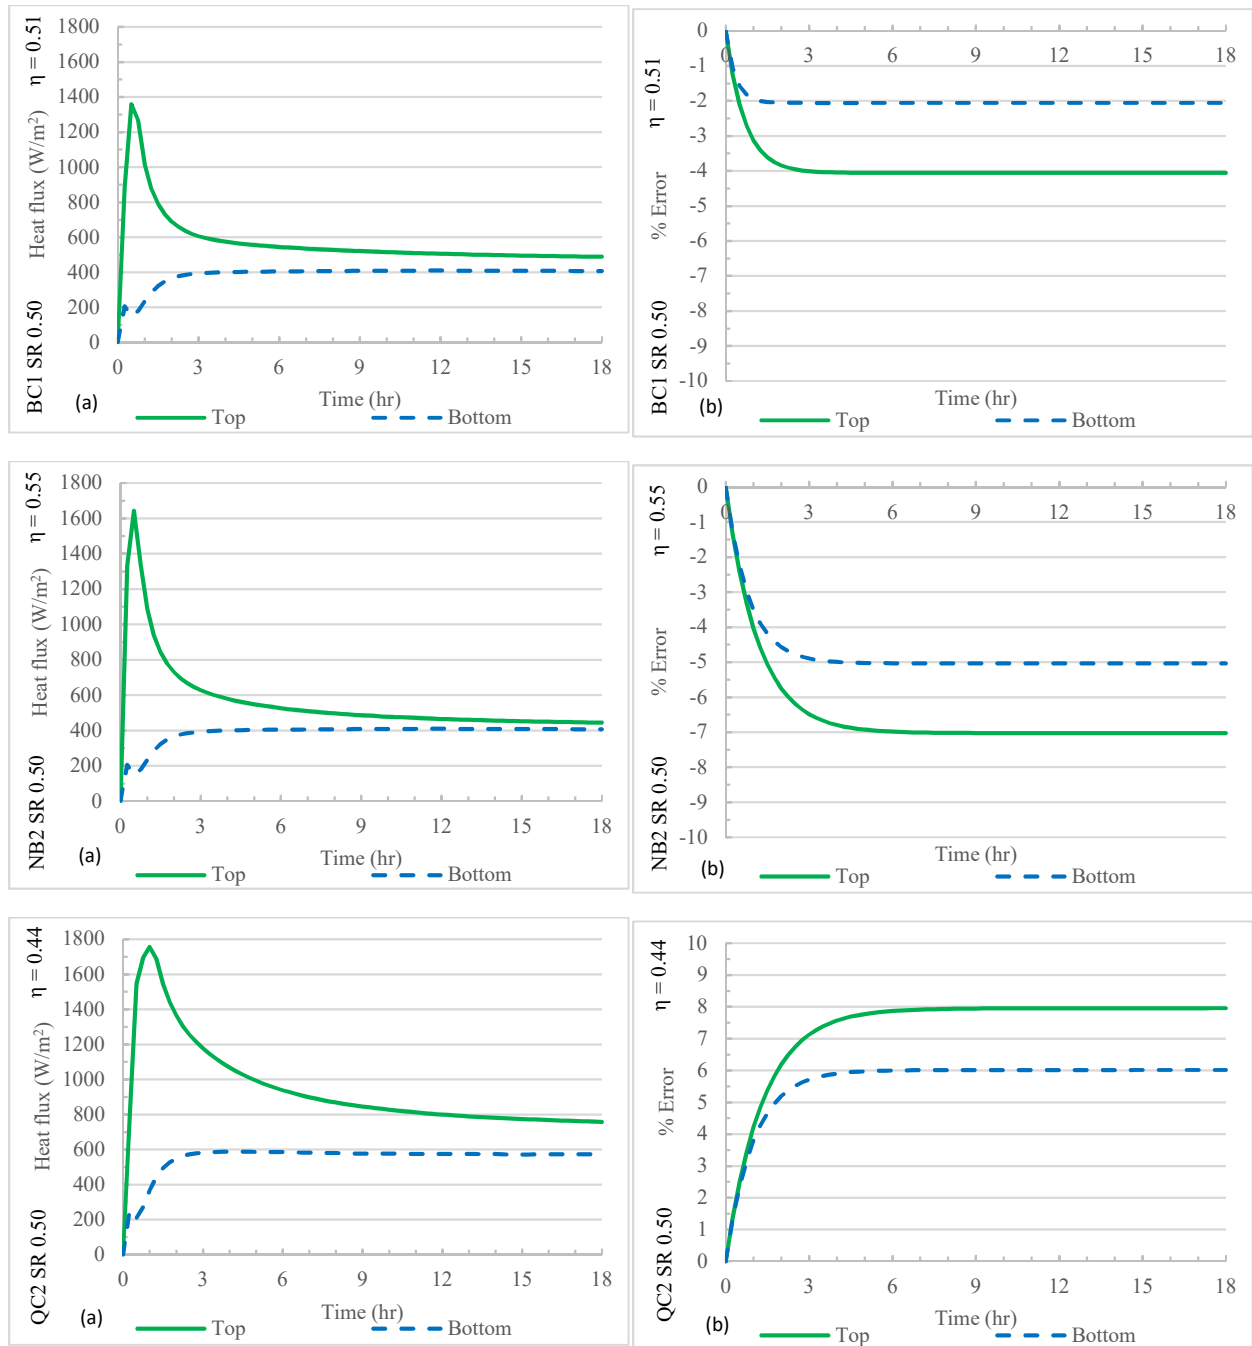 BC1 SR 0.50 η = 0.51
Heat flux (W/m²)
1800
1600
1400
1200
1000
800
600
400
200
0
0 3 6 9 12 15 18
(a) Time (hr)
Top Bottom
BC1 SR 0.50 η = 0.51
% Error
0
-1
-2
-3
-4
-5
-6
-7
-8
-9
-10
0 3 6 9 12 15 18
(b) Time (hr)
Top Bottom
NB2 SR 0.50 η = 0.55
Heat flux (W/m²)
1800
1600
1400
1200
1000
800
600
400
200
0
0 3 6 9 12 15 18
(a) Time (hr)
Top Bottom
NB2 SR 0.50 η = 0.55
% Error
0
-1
-2
-3
-4
-5
-6
-7
-8
-9
-10
0 3 6 9 12 15 18
(b) Time (hr)
Top Bottom
QC2 SR 0.50 η = 0.44
Heat flux (W/m²)
1800
1600
1400
1200
1000
800
600
400
200
0
0 3 6 9 12 15 18
(a) Time (hr)
Top Bottom
QC2 SR 0.50 η = 0.44
% Error
10
9
8
7
6
5
4
3
2
1
0
0 3 6 9 12 15 18
(b) Time (hr)
Top Bottom